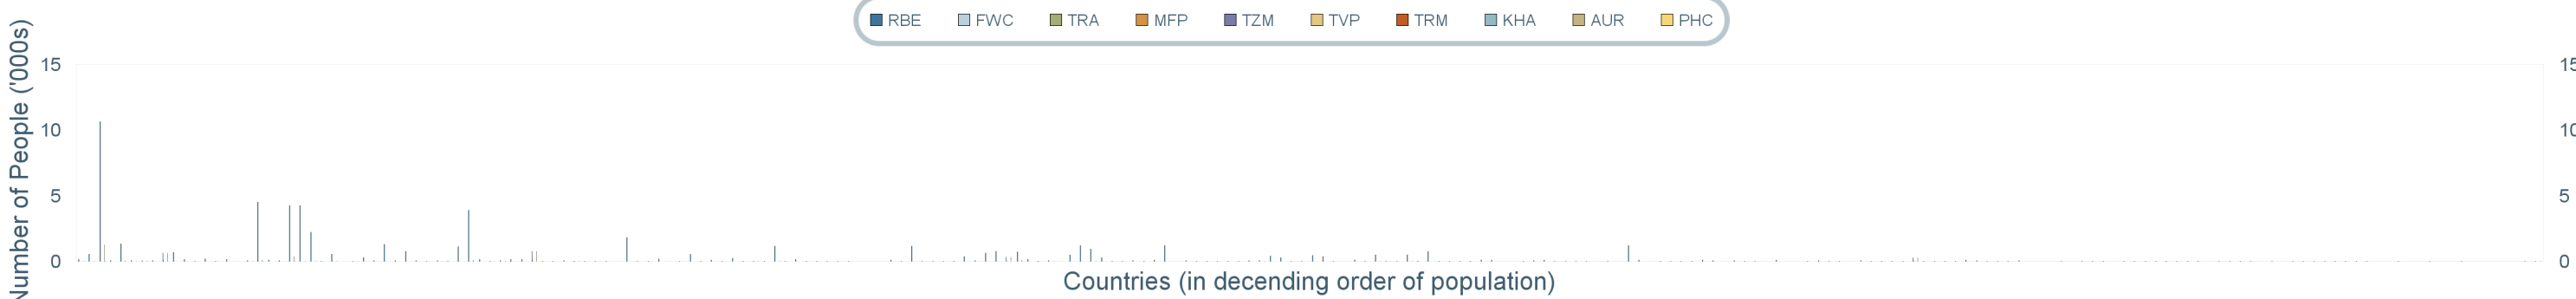 RBE FWC TRA MFP TZM TVP TRM KHA AUR PHC
Number of People ('000s)
15
10
5
0
15
10
5
0
Countries (in decending order of population)